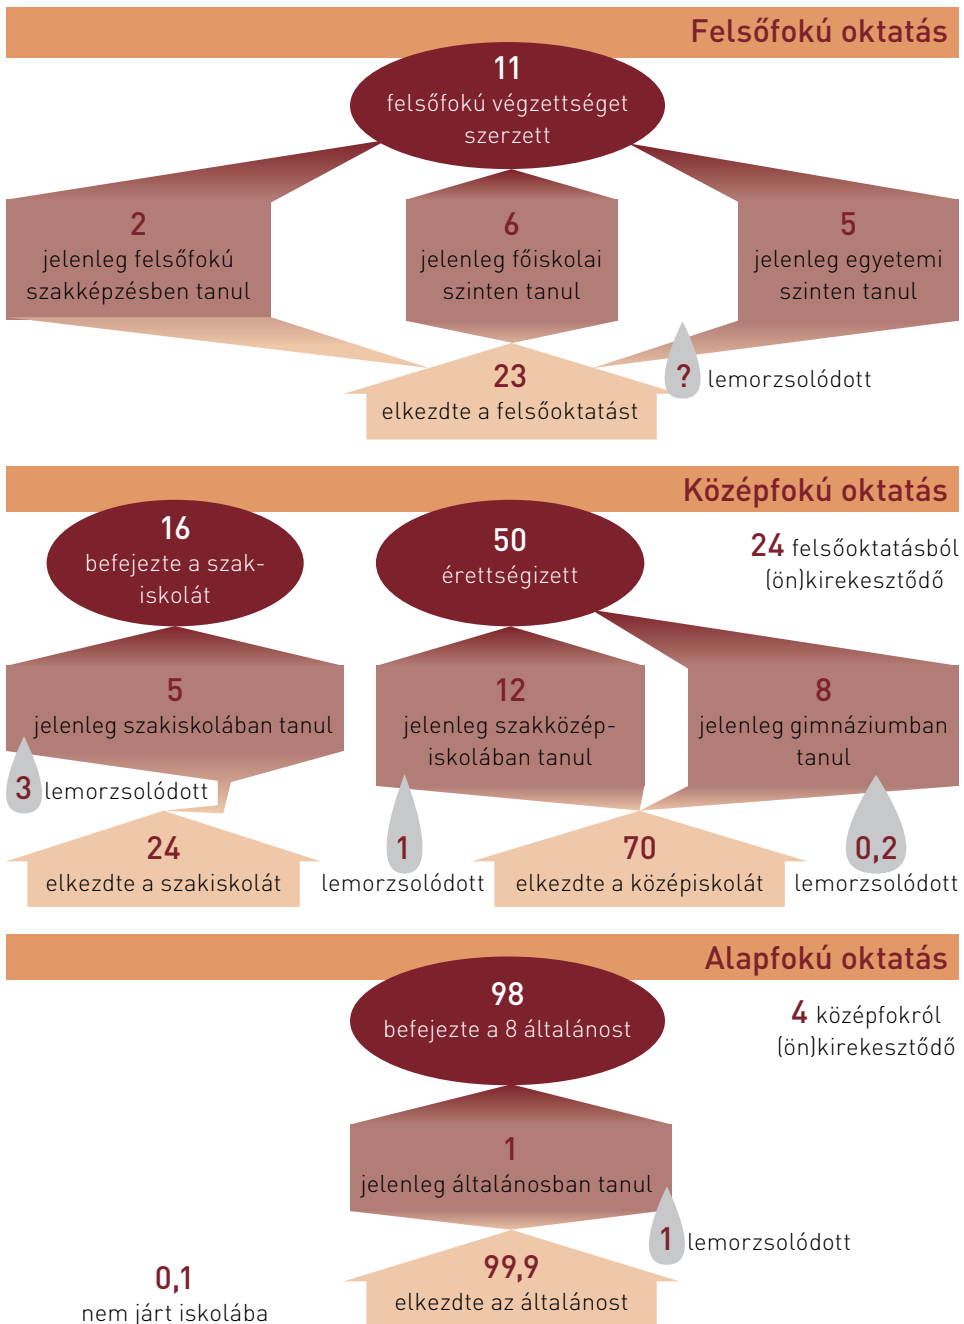 Felsőfokú oktatás
11
felsőfokú végzettséget
szerzett
2
jelenleg felsőfokú
szakképzésben tanul
6
jelenleg főiskolai
szinten tanul
5
jelenleg egyetemi
szinten tanul
23
elkezdte a felsőoktatást
? lemorzsolódott
Középfokú oktatás
16
befejezte a szak-
iskolát
50
érettségizett
24 felsőoktatásból
(ön)kirekesztődő
5
jelenleg szakiskolában tanul
12
jelenleg szakközép-
iskolában tanul
8
jelenleg gimnáziumban
tanul
3 lemorzsolódott
24
elkezdte a szakiskolát
1
lemorzsolódott
70
elkezdte a középiskolát
0,2
lemorzsolódott
Alapfokú oktatás
98
befejezte a 8 általánost
4 középfokról
(ön)kirekesztődő
1
jelenleg általánosban tanul
1 lemorzsolódott
0,1
nem járt iskolába
99,9
elkezdte az általánost